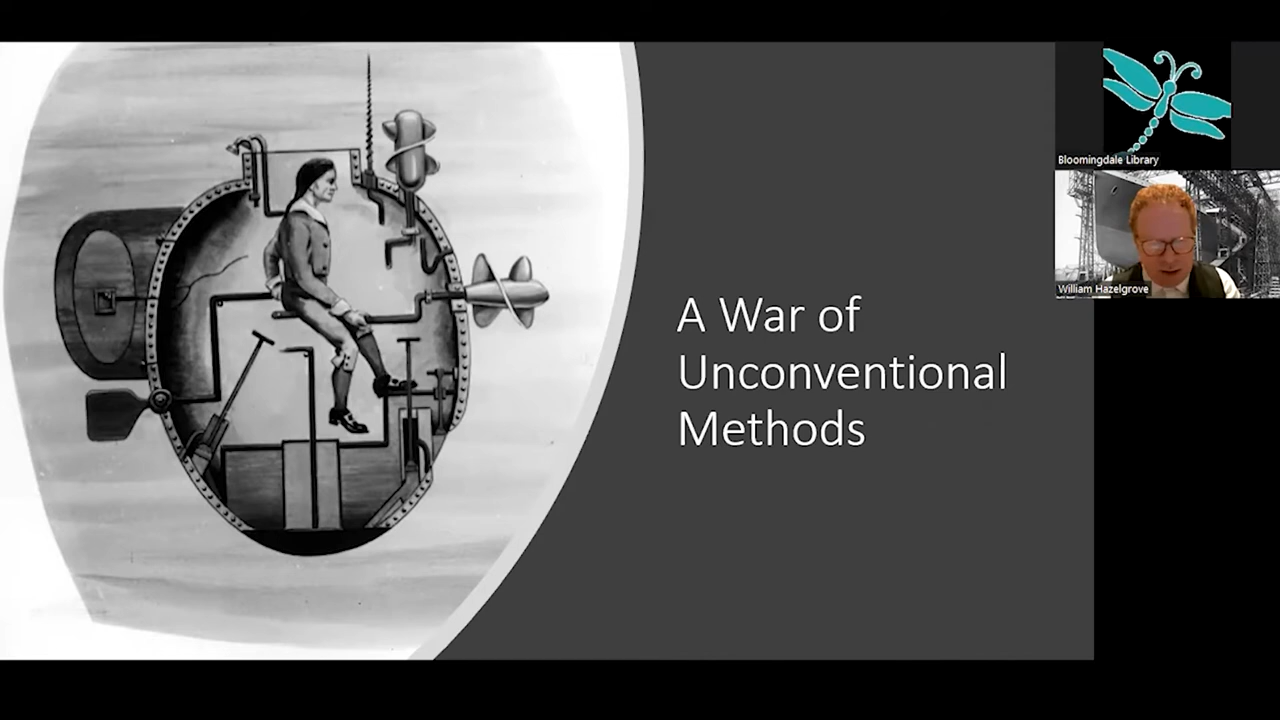 A War of
Unconventional
Methods
Bloomingdale Library
William Hazelgrove